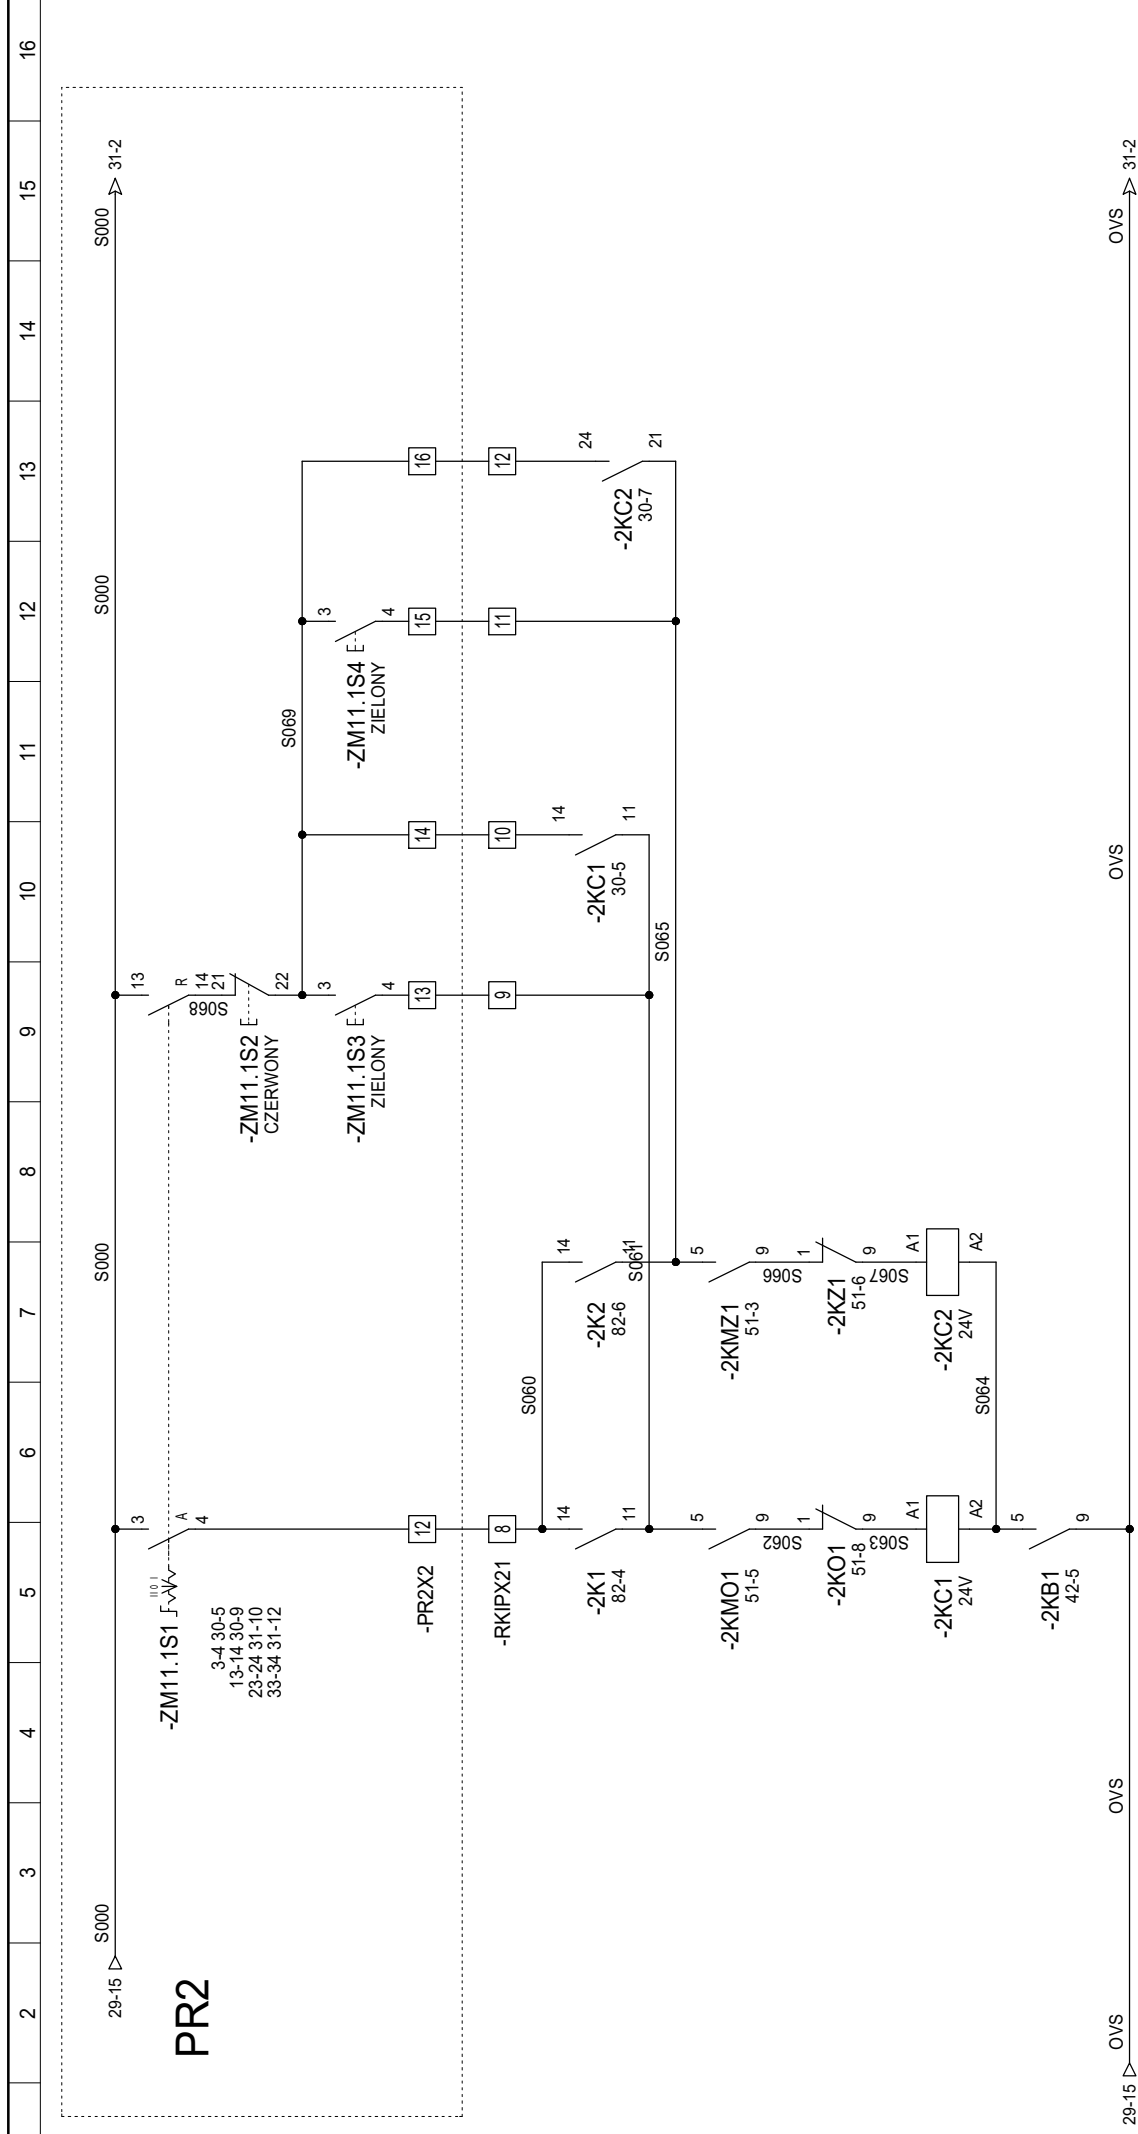 2
3
4
5
6
7
8
9
10
11
12
13
14
15
16
29-15
S000
S000
S000
S000
31-2
PR2
-ZM11.1S1
II 0 I
3
A
4
3-4 30-5
13-14 30-9
23-24 31-10
33-34 31-12
13
R
14
S068
21
-ZM11.1S2
CZERWONY
22
S069
-ZM11.1S3
ZIELONY
3
4
-ZM11.1S4
ZIELONY
3
4
-PR2X2
12
13
14
15
16
-RKIPX21
8
9
10
11
12
S060
-2K1
82-4
14
11
-2K2
82-6
14
11
S061
-2KC1
30-5
14
11
-2KC2
30-7
24
21
S065
-2KMO1
51-5
5
9
S062
-2KMZ1
51-3
5
9
S066
-2KO1
51-8
1
9
S063
-2KZ1
51-6
1
9
S067
-2KC1
24V
A1
A2
-2KC2
24V
A1
A2
S064
-2KB1
42-5
5
9
29-15
OVS
OVS
OVS
OVS
31-2